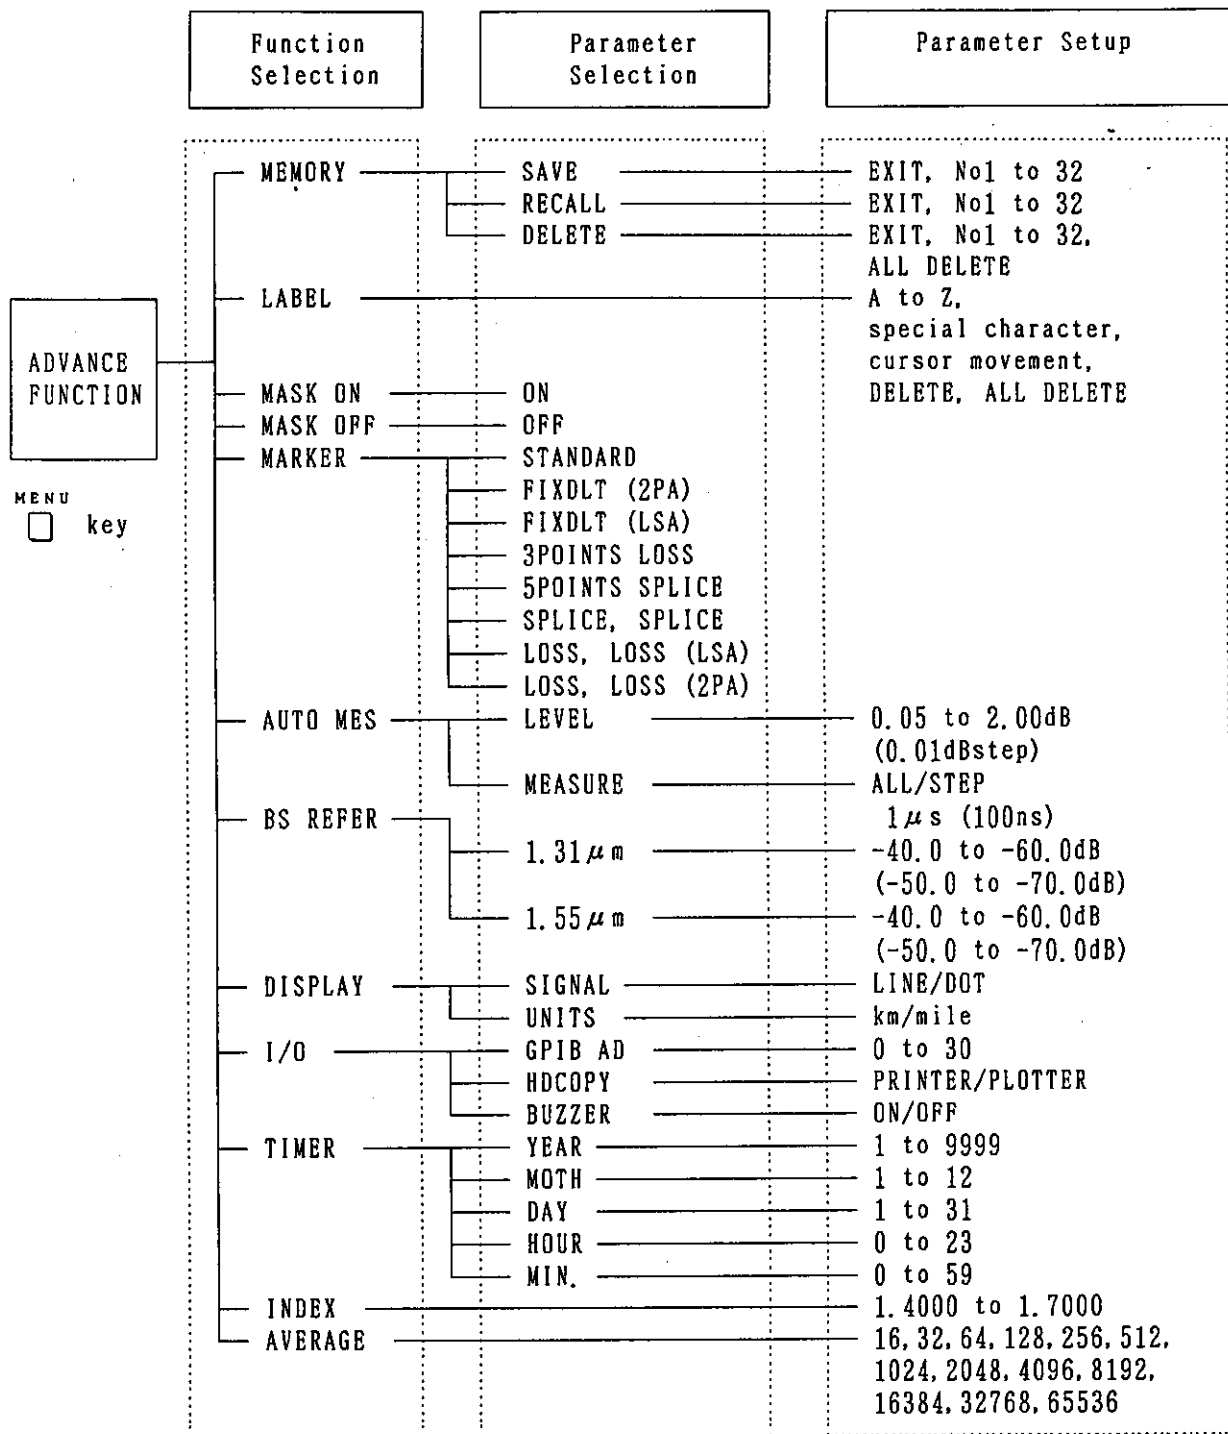 Function Selection
Parameter Selection
Parameter Setup
ADVANCE FUNCTION
MENU
key
MEMORY SAVE EXIT, No1 to 32
RECALL EXIT, No1 to 32
DELETE EXIT, No1 to 32,
ALL DELETE
LABEL A to Z,
special character,
cursor movement,
DELETE, ALL DELETE
MASK ON ON
MASK OFF OFF
MARKER STANDARD
FIXDLT (2PA)
FIXDLT (LSA)
3POINTS LOSS
5POINTS SPLICE
SPLICE, SPLICE
LOSS, LOSS (LSA)
LOSS, LOSS (2PA)
AUTO MES LEVEL 0.05 to 2.00dB
(0.01dBstep)
MEASURE ALL/STEP
BS REFER 1μs (100ns)
1.31μm -40.0 to -60.0dB
(-50.0 to -70.0dB)
1.55μm -40.0 to -60.0dB
(-50.0 to -70.0dB)
DISPLAY SIGNAL LINE/DOT
UNITS km/mile
I/O GPIB AD 0 to 30
HDCOPY PRINTER/PLOTTER
BUZZER ON/OFF
TIMER YEAR 1 to 9999
MOTH 1 to 12
DAY 1 to 31
HOUR 0 to 23
MIN. 0 to 59
INDEX 1.4000 to 1.7000
AVERAGE 16, 32, 64, 128, 256, 512,
1024, 2048, 4096, 8192,
16384, 32768, 65536